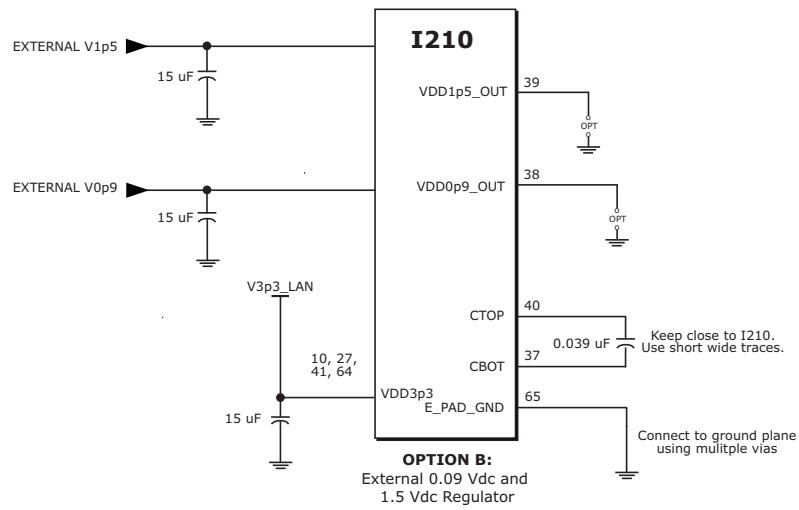 EXTERNAL V1p5
15 uF
I210
VDD1p5_OUT
39
OPT
EXTERNAL V0p9
15 uF
VDD0p9_OUT
38
OPT
V3p3_LAN
CTOP
40
0.039 uF
Keep close to I210.
Use short wide traces.
CBOT
37
10, 27,
41, 64
VDD3p3
15 uF
E_PAD_GND
65
Connect to ground plane
using mulitple vias
OPTION B:
External 0.09 Vdc and
1.5 Vdc Regulator